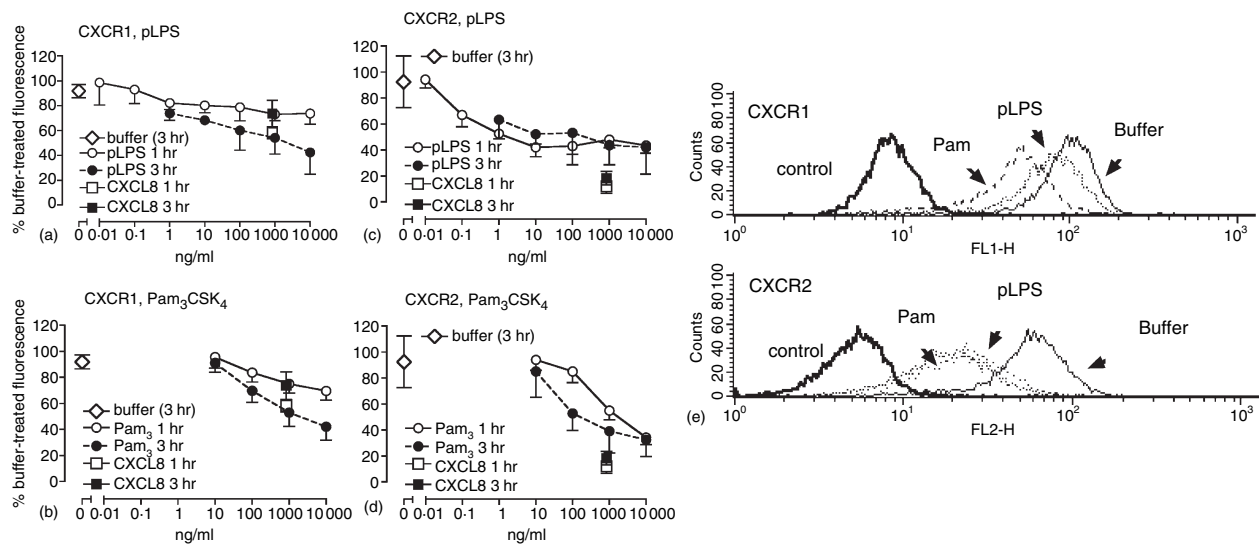 CXCR1, pLPS
% buffer-treated fluorescence
120
100
80
60
40
20
0
buffer (3 hr)
pLPS 1 hr
pLPS 3 hr
CXCL8 1 hr
CXCL8 3 hr
(a)
0 0·01 0·1 1 10 100 1000 10 000
ng/ml
CXCR2, pLPS
120
100
80
60
40
20
0
buffer (3 hr)
pLPS 1 hr
pLPS 3 hr
CXCL8 1 hr
CXCL8 3 hr
(c)
0 0·01 0·1 1 10 100 1000 10 000
ng/ml
CXCR1, Pam3CSK4
% buffer-treated fluorescence
120
100
80
60
40
20
0
buffer (3 hr)
Pam3 1 hr
Pam3 3 hr
CXCL8 1 hr
CXCL8 3 hr
(b)
0 0·01 0·1 1 10 100 1000 10 000
ng/ml
CXCR2, Pam3CSK4
120
100
80
60
40
20
0
buffer (3 hr)
Pam3 1 hr
Pam3 3 hr
CXCL8 1 hr
CXCL8 3 hr
(d)
0 0·01 0·1 1 10 100 1000 10 000
ng/ml
CXCR1
pLPS
Buffer
Pam
control
Counts
0 20 40 60 80 100
10^0 10^1 10^2 10^3
FL1-H
CXCR2
pLPS
Pam
Buffer
control
Counts
0 20 40 60 80 100
(e)
10^0 10^1 10^2 10^3
FL2-H